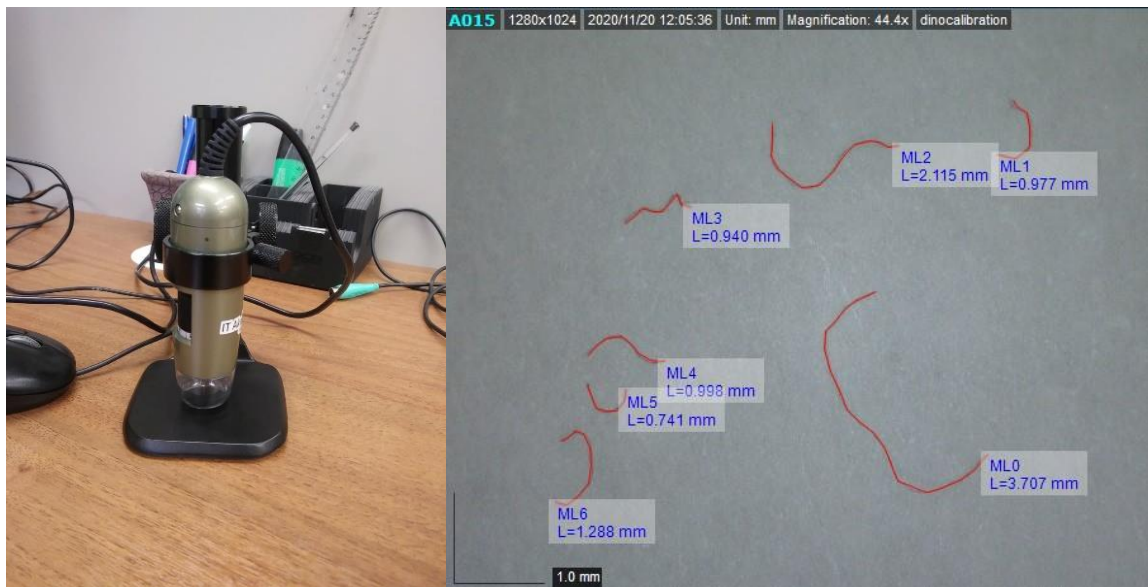 IT A
A015 1280x1024 2020/11/20 12:05:36 Unit: mm Magnification: 44.4x dinocalibration
ML2
L=2.115 mm
ML1
L=0.977 mm
ML3
L=0.940 mm
ML4
L=0.998 mm
ML5
L=0.741 mm
ML0
L=3.707 mm
ML6
L=1.288 mm
1.0 mm